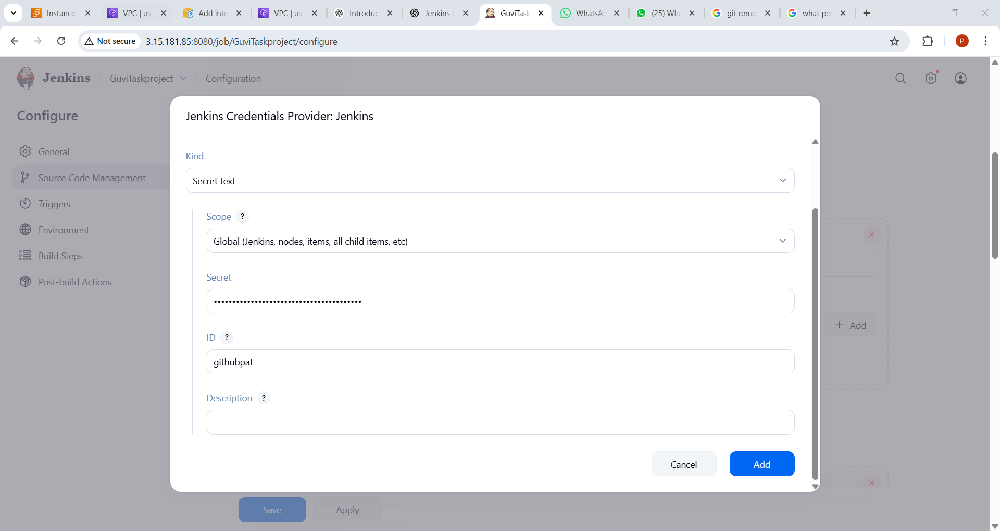 Instance
VPC | us
Add inte
VPC | us-
Introduc
Jenkins C
GuviTask
WhatsAp
(25) Wha
git remo
what per
Not secure
3.15.181.85:8080/job/GuviTaskproject/configure
P
Jenkins / GuviTaskproject / Configuration
Configure
General
Source Code Management
Triggers
Environment
Build Steps
Post-build Actions
Jenkins Credentials Provider: Jenkins
Kind
Secret text
Scope ?
Global (Jenkins, nodes, items, all child items, etc)
Secret
••••••••••••••••••••••••••••••••••••••••
ID ?
githubpat
Description ?
Cancel
Add
+ Add
Save
Apply